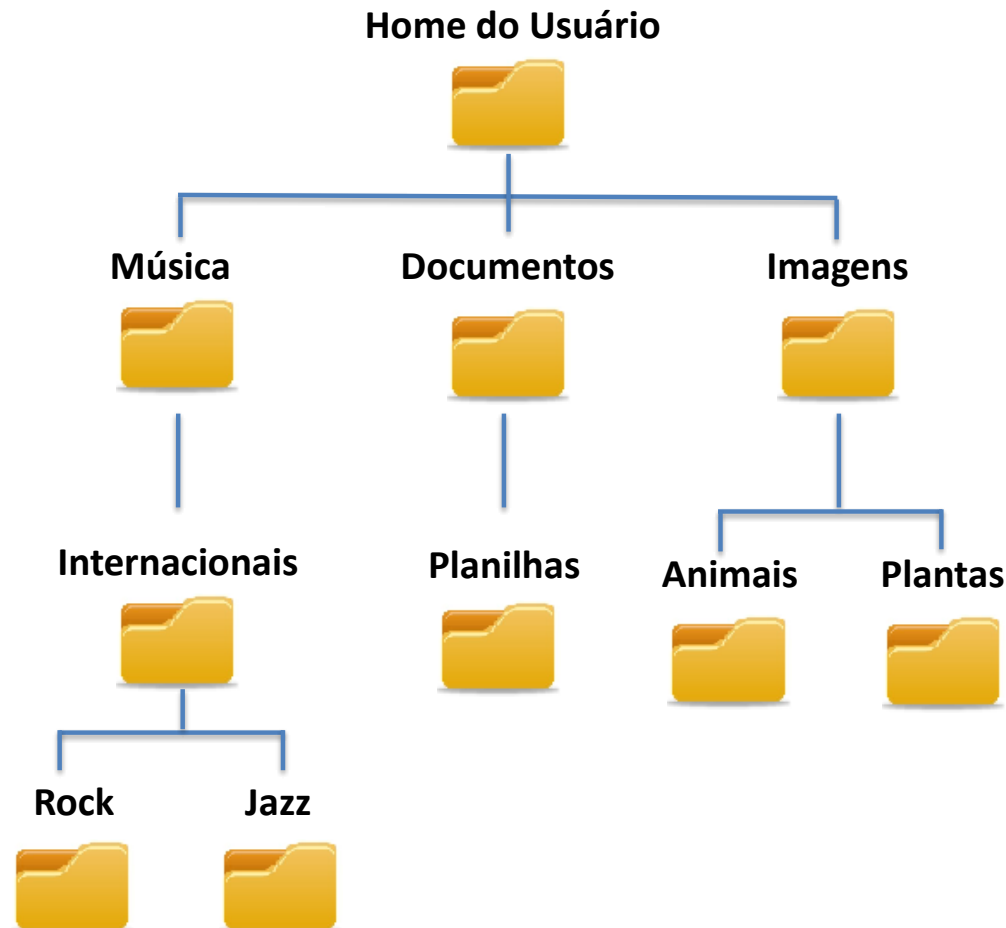 Home do Usuário
Música
Documentos
Imagens
Internacionais
Planilhas
Animais
Plantas
Rock
Jazz